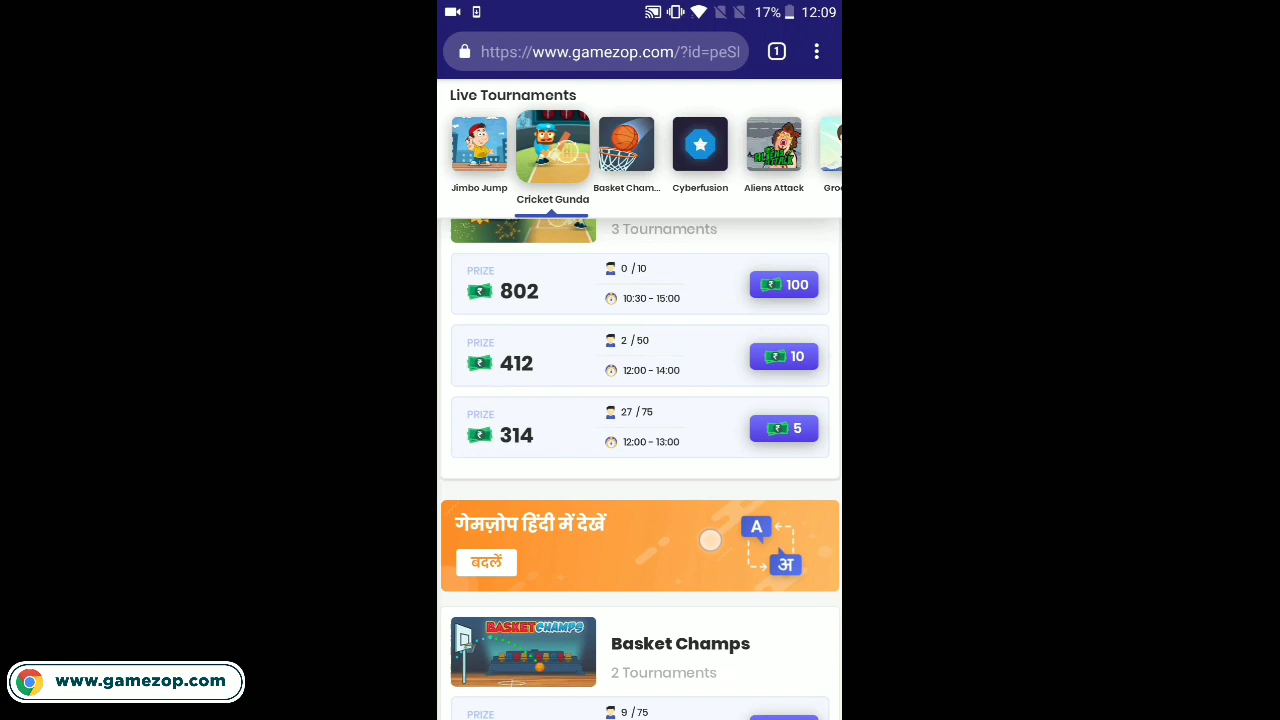 17% 12:09
https://www.gamezop.com/?id=peSl
1
Live Tournaments
Jimbo Jump
Cricket Gunda
Basket Cham...
Cyberfusion
Aliens Attack
Gro
3 Tournaments
PRIZE
802
0 / 10
10:30 - 15:00
100
PRIZE
412
2 / 50
12:00 - 14:00
10
PRIZE
314
27 / 75
12:00 - 13:00
5
गेमज़ोप हिंदी में देखें
बदलें
A
अ
BASKET CHAMPS
Basket Champs
2 Tournaments
PRIZE
9 / 75
www.gamezop.com